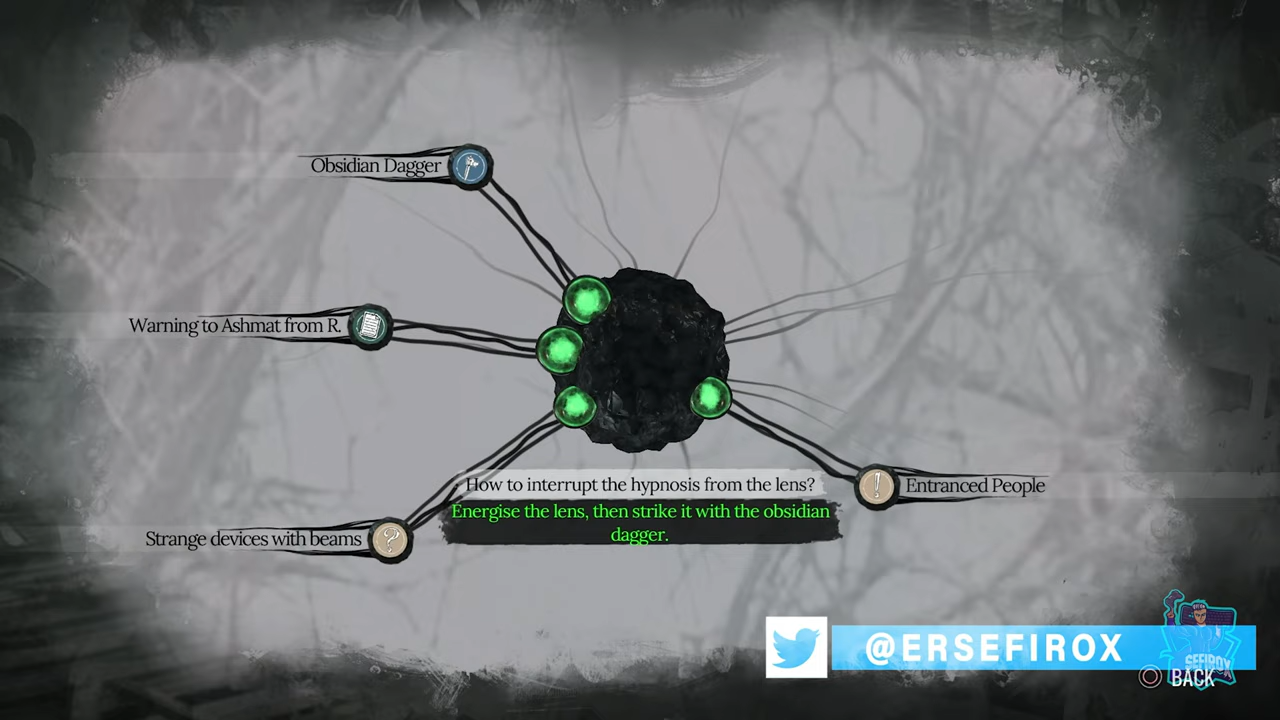 Obsidian Dagger
Warning to Ashmat from R.
How to interrupt the hypnosis from the lens?
Entranced People
Energise the lens, then strike it with the obsidian
dagger.
Strange devices with beams
@ERSEFIROX
SEFIROX
BACK